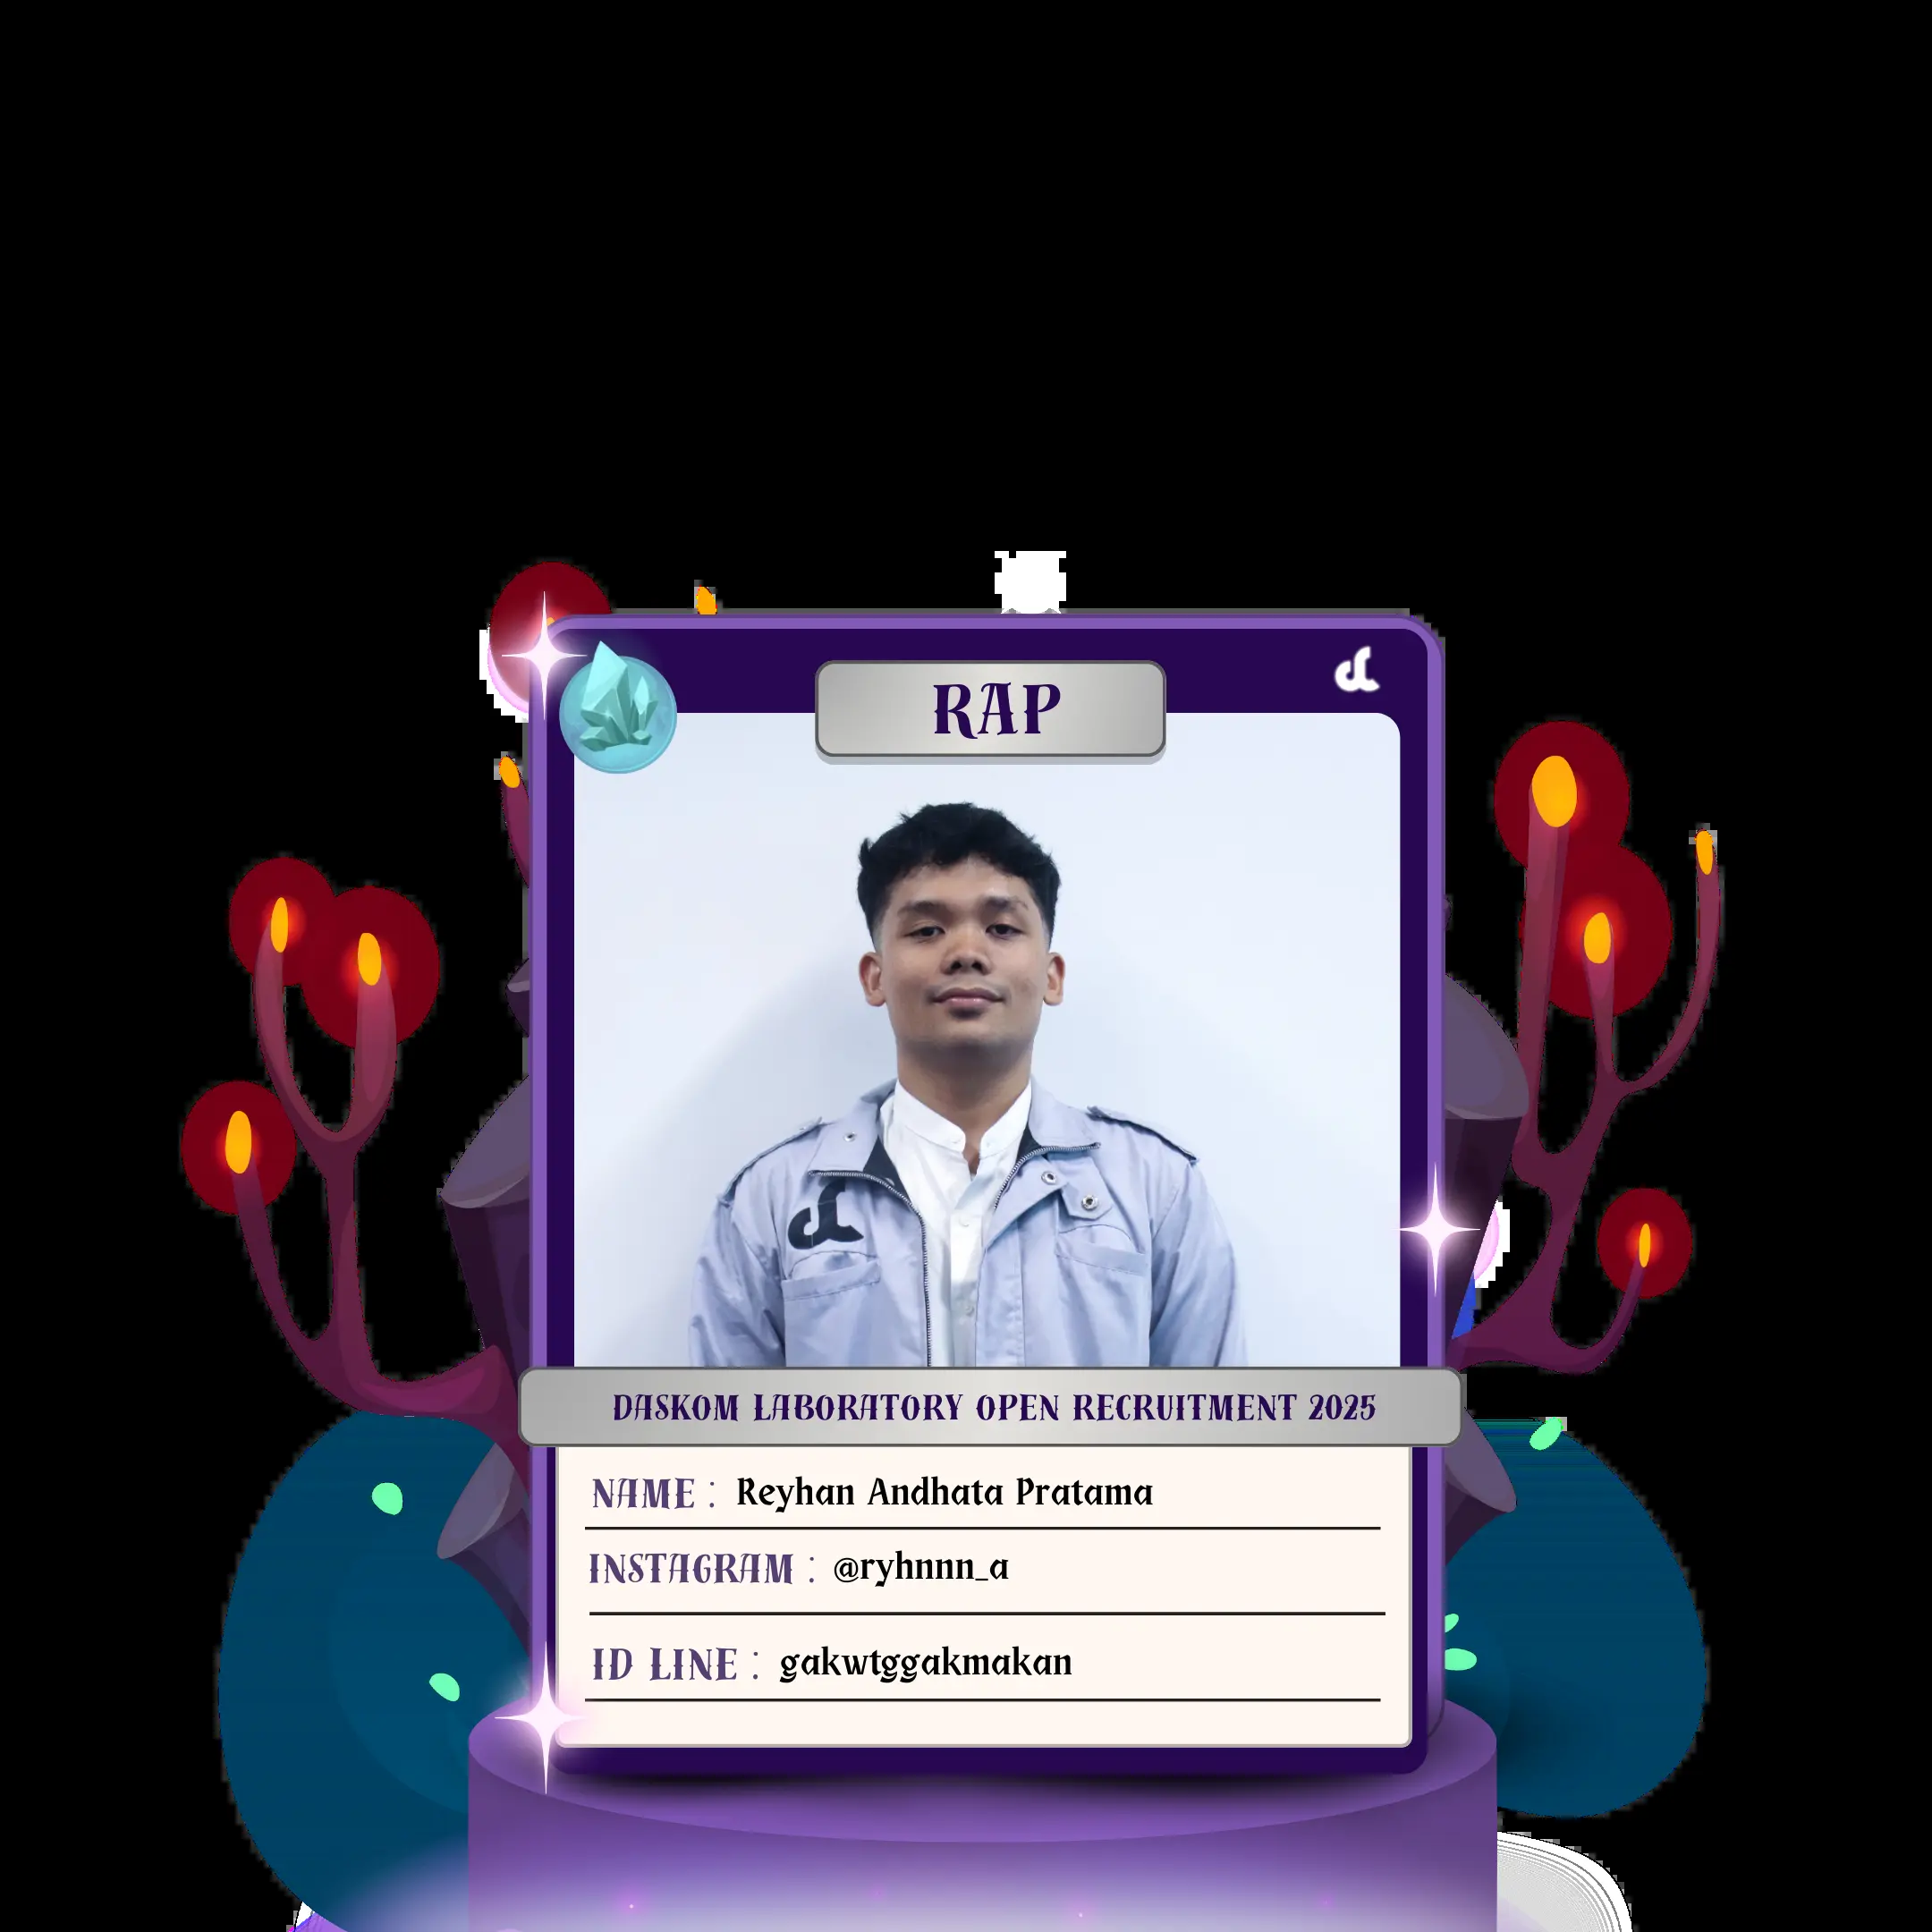 RAP
DASKOM LABORATORY OPEN RECRUITMENT 2025
NAME : Reyhan Andhata Pratama
INSTAGRAM : @ryhnnn_a
ID LINE : gakwtggakmakan